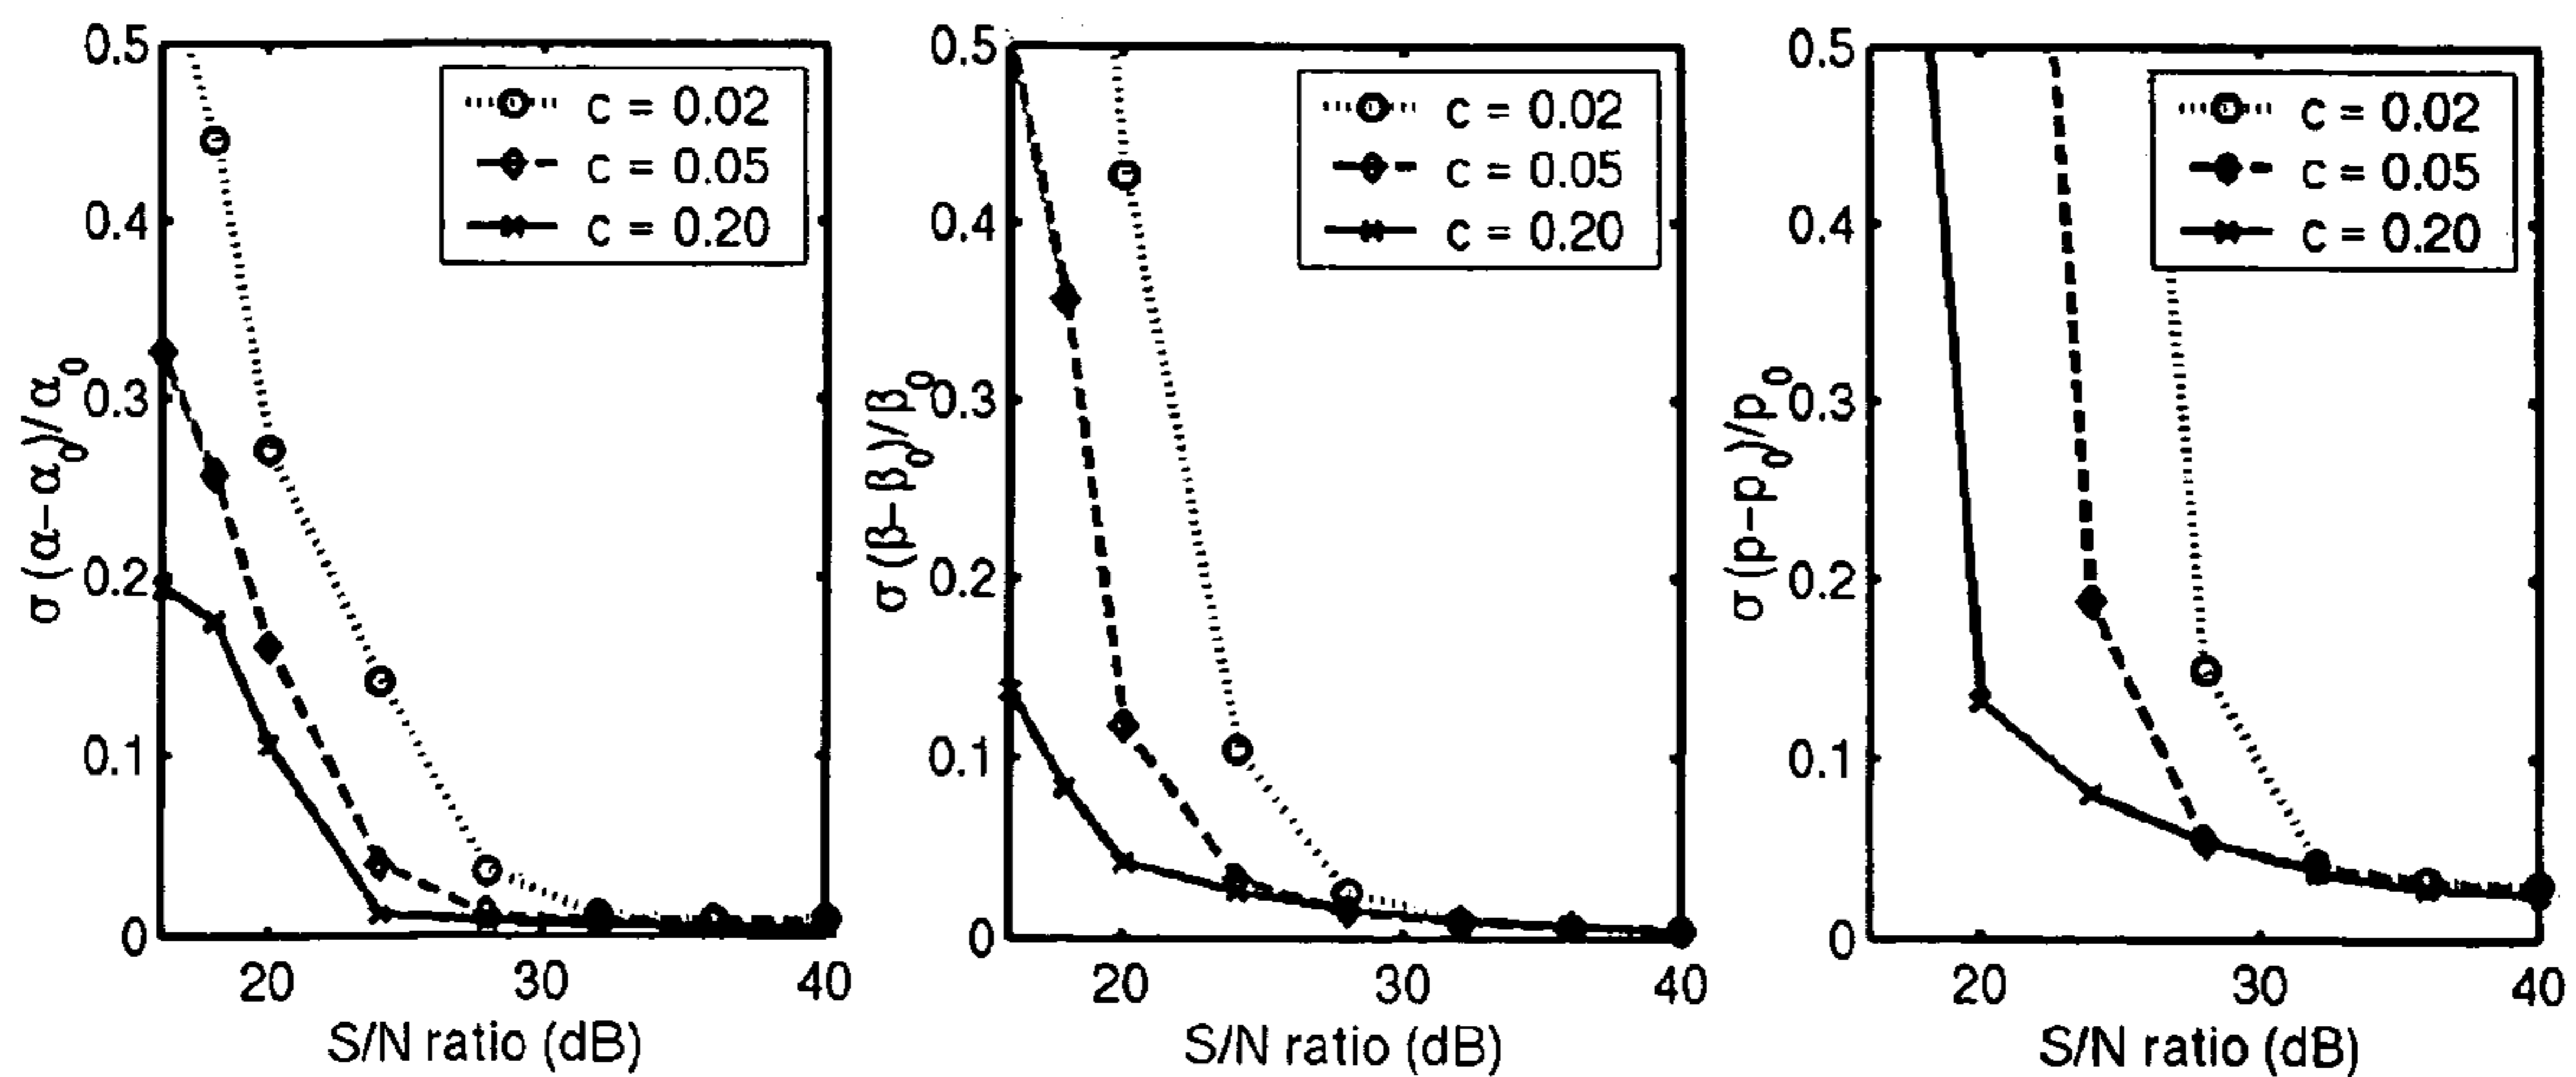 σ (α−α₀)/α₀
0.5
0.4
0.3
0.2
0.1
0
20
30
40
S/N ratio (dB)
c = 0.02
c = 0.05
c = 0.20
σ (β−β₀)/β₀
0.5
0.4
0.3
0.2
0.1
0
20
30
40
S/N ratio (dB)
c = 0.02
c = 0.05
c = 0.20
σ (p−p₀)/p₀
0.5
0.4
0.3
0.2
0.1
0
20
30
40
S/N ratio (dB)
c = 0.02
c = 0.05
c = 0.20